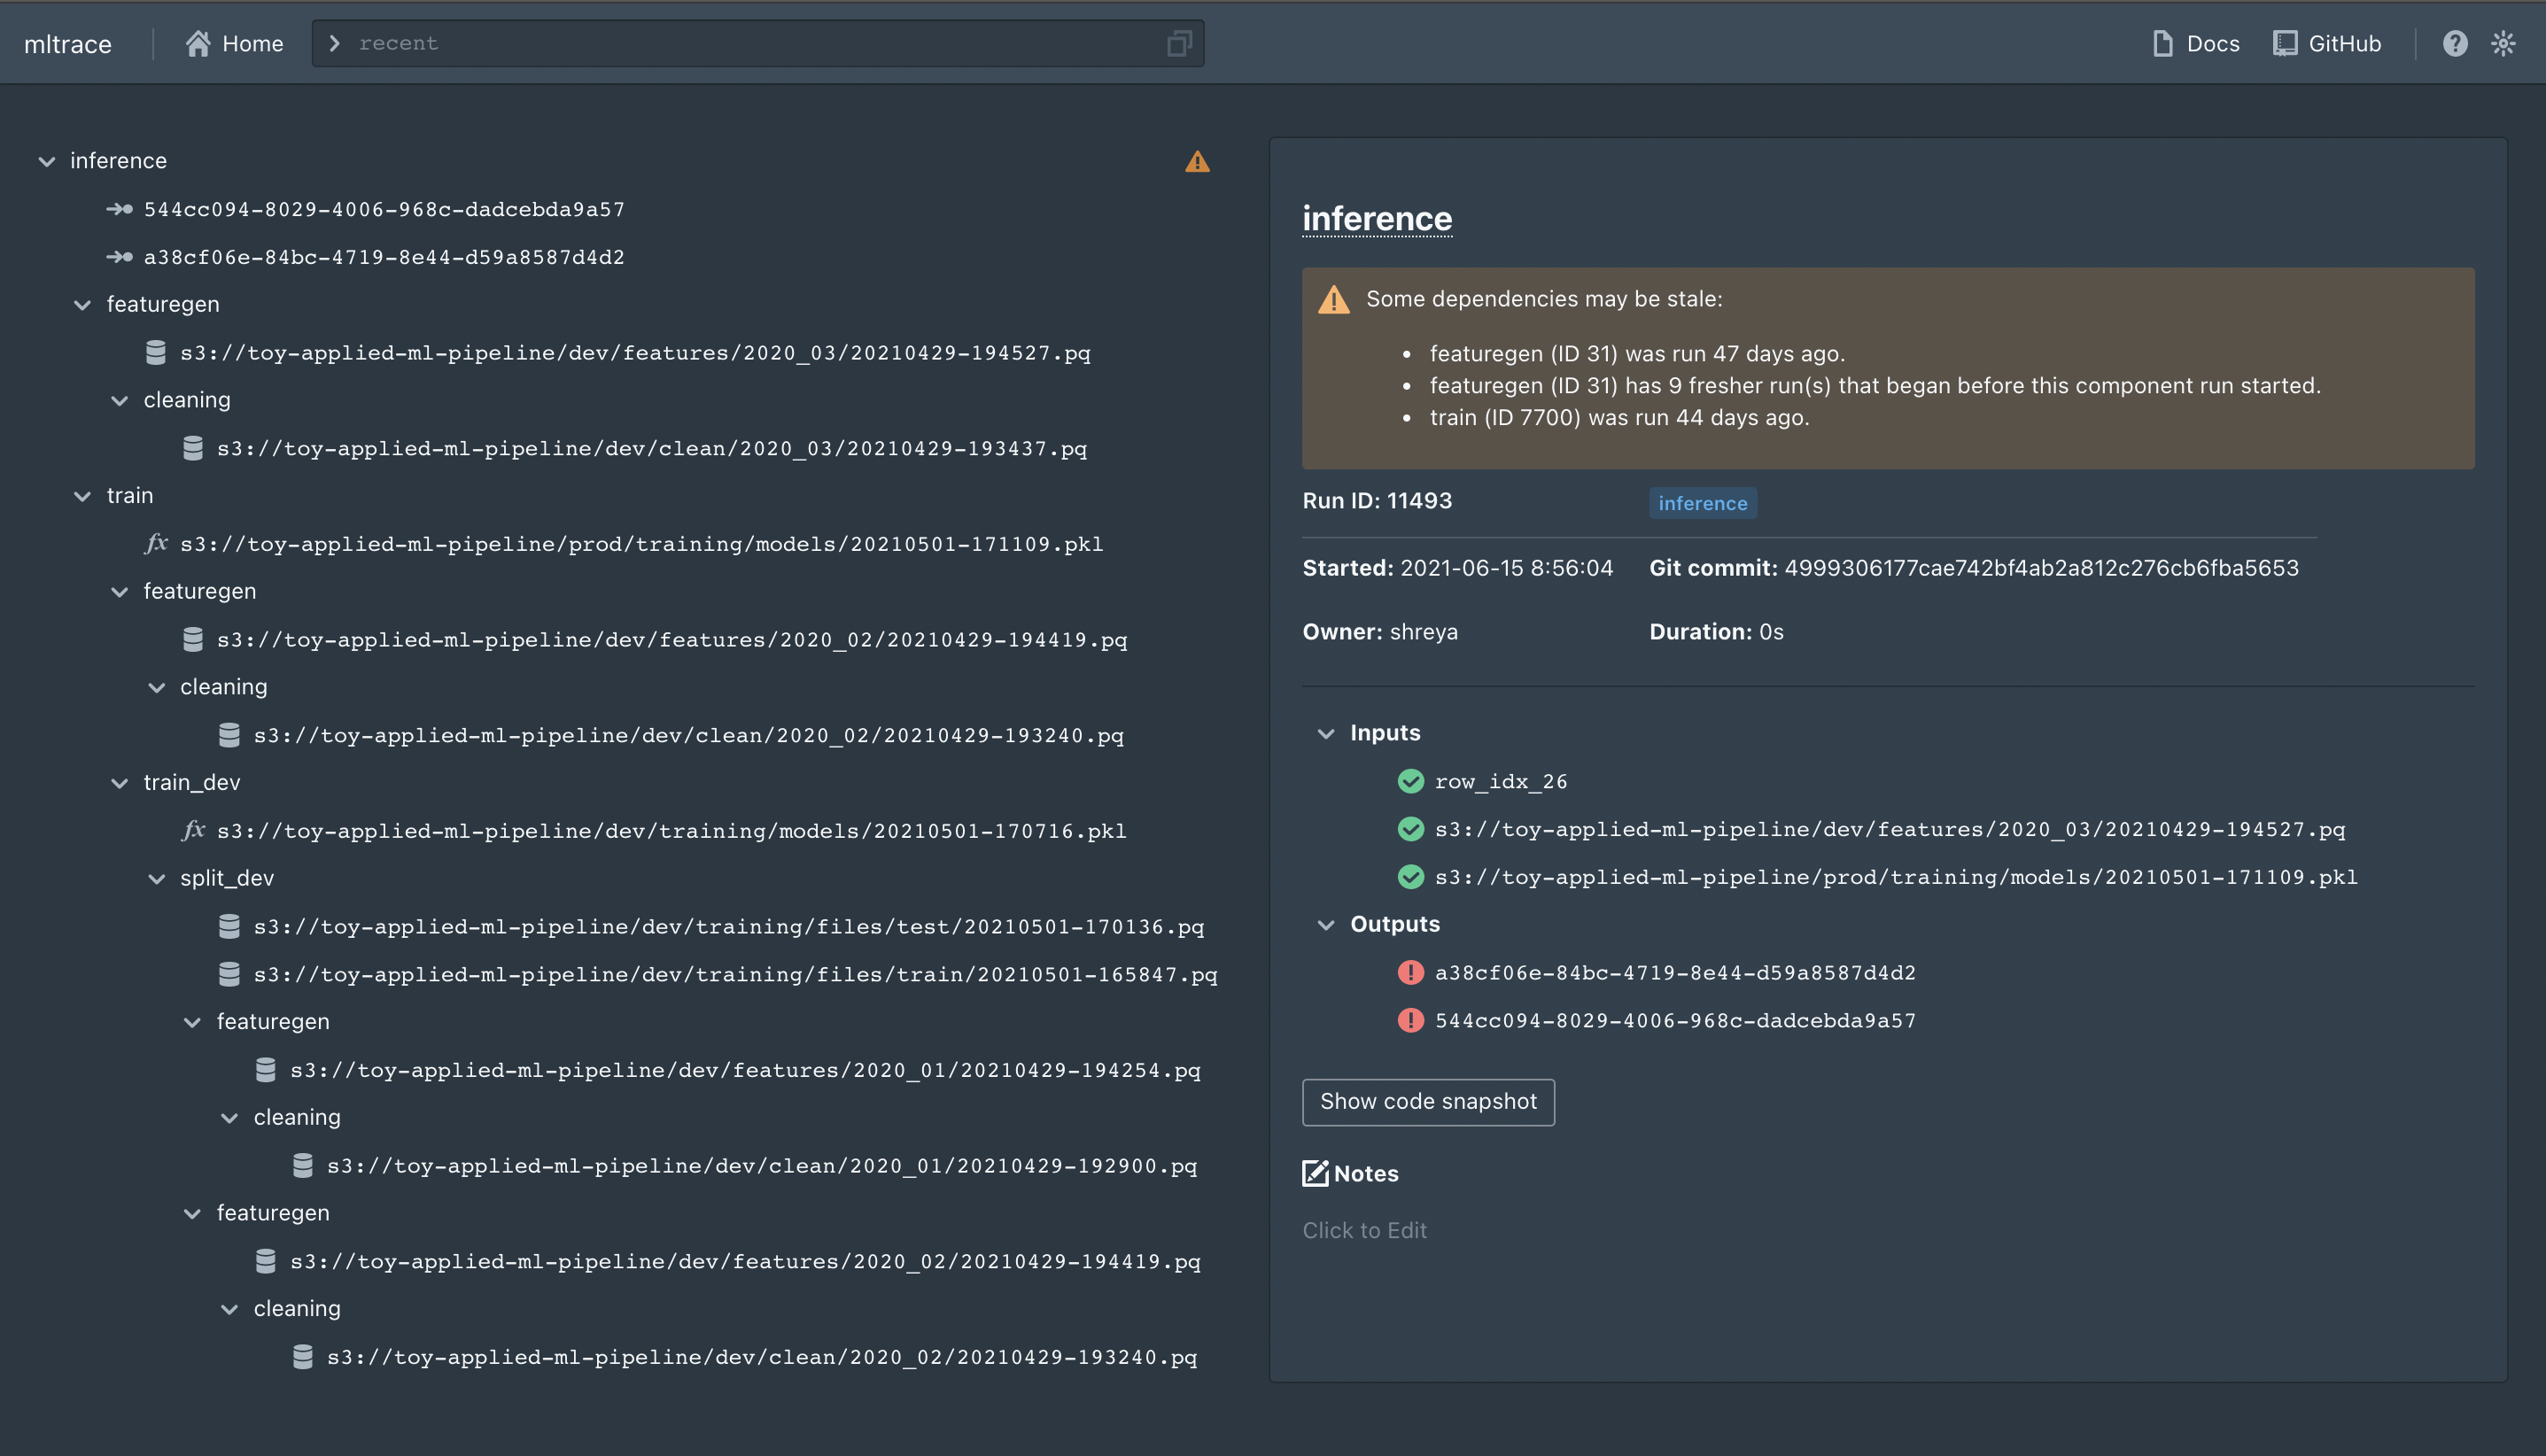 mltrace
Home
recent
Docs
GitHub
inference
544cc094-8029-4006-968c-dadcebda9a57
a38cf06e-84bc-4719-8e44-d59a8587d4d2
featuregen
s3://toy-applied-ml-pipeline/dev/features/2020_03/20210429-194527.pq
cleaning
s3://toy-applied-ml-pipeline/dev/clean/2020_03/20210429-193437.pq
train
fx s3://toy-applied-ml-pipeline/prod/training/models/20210501-171109.pkl
featuregen
s3://toy-applied-ml-pipeline/dev/features/2020_02/20210429-194419.pq
cleaning
s3://toy-applied-ml-pipeline/dev/clean/2020_02/20210429-193240.pq
train_dev
fx s3://toy-applied-ml-pipeline/dev/training/models/20210501-170716.pkl
split_dev
s3://toy-applied-ml-pipeline/dev/training/files/test/20210501-170136.pq
s3://toy-applied-ml-pipeline/dev/training/files/train/20210501-165847.pq
featuregen
s3://toy-applied-ml-pipeline/dev/features/2020_01/20210429-194254.pq
cleaning
s3://toy-applied-ml-pipeline/dev/clean/2020_01/20210429-192900.pq
featuregen
s3://toy-applied-ml-pipeline/dev/features/2020_02/20210429-194419.pq
cleaning
s3://toy-applied-ml-pipeline/dev/clean/2020_02/20210429-193240.pq
inference
Some dependencies may be stale:
• featuregen (ID 31) was run 47 days ago.
• featuregen (ID 31) has 9 fresher run(s) that began before this component run started.
• train (ID 7700) was run 44 days ago.
Run ID: 11493
inference
Started: 2021-06-15 8:56:04
Git commit: 4999306177cae742bf4ab2a812c276cb6fba5653
Owner: shreya
Duration: 0s
Inputs
row_idx_26
s3://toy-applied-ml-pipeline/dev/features/2020_03/20210429-194527.pq
s3://toy-applied-ml-pipeline/prod/training/models/20210501-171109.pkl
Outputs
a38cf06e-84bc-4719-8e44-d59a8587d4d2
544cc094-8029-4006-968c-dadcebda9a57
Show code snapshot
Notes
Click to Edit